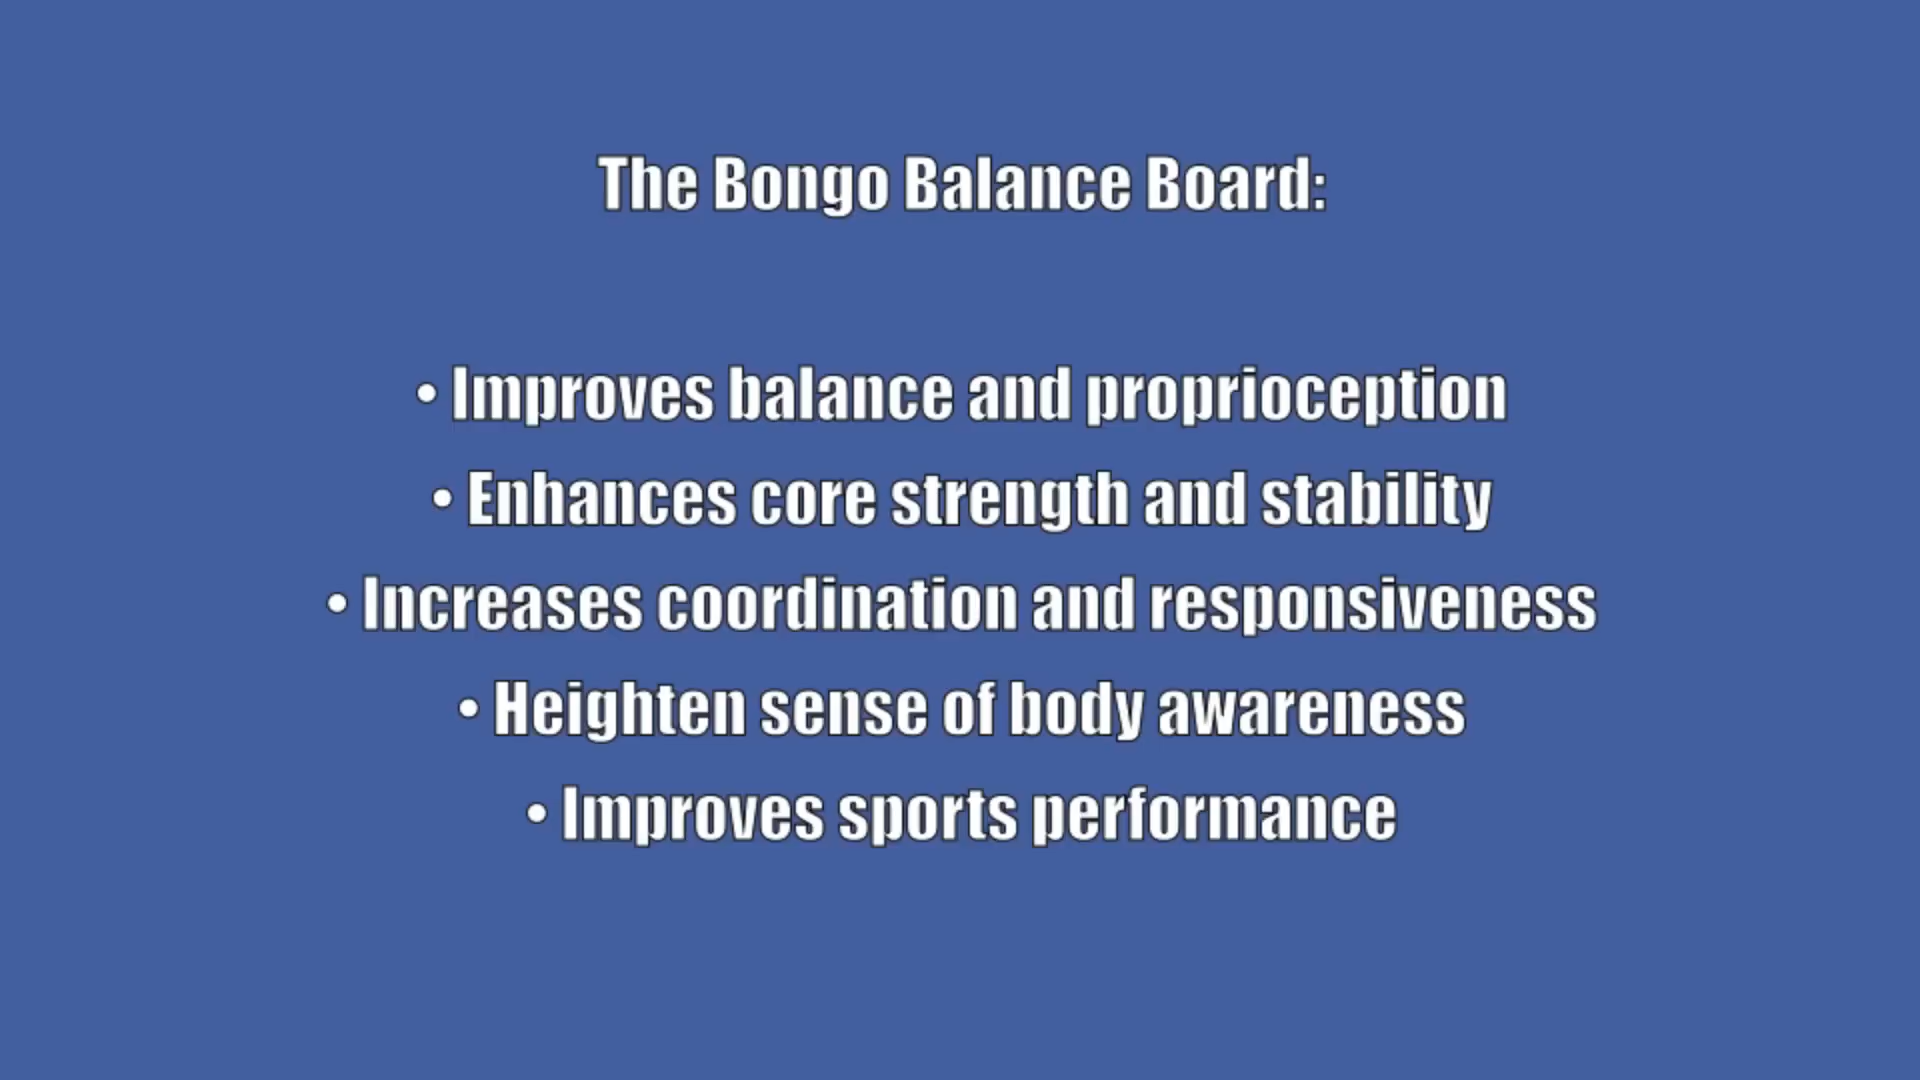 The Bongo Balance Board:
• Improves balance and proprioception
• Enhances core strength and stability
• Increases coordination and responsiveness
• Heighten sense of body awareness
• Improves sports performance